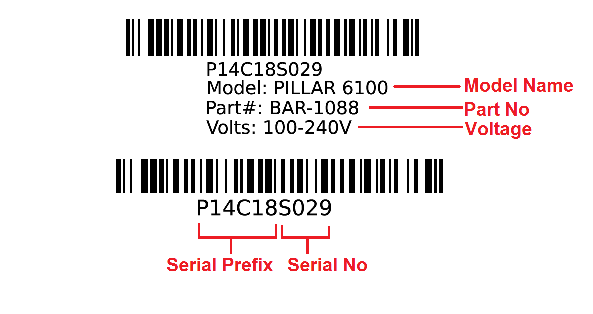 P14C18S029
Model: PILLAR 6100 Model Name
Part#: BAR-1088 Part No
Volts: 100-240V Voltage
P14C18S029
Serial Prefix Serial No